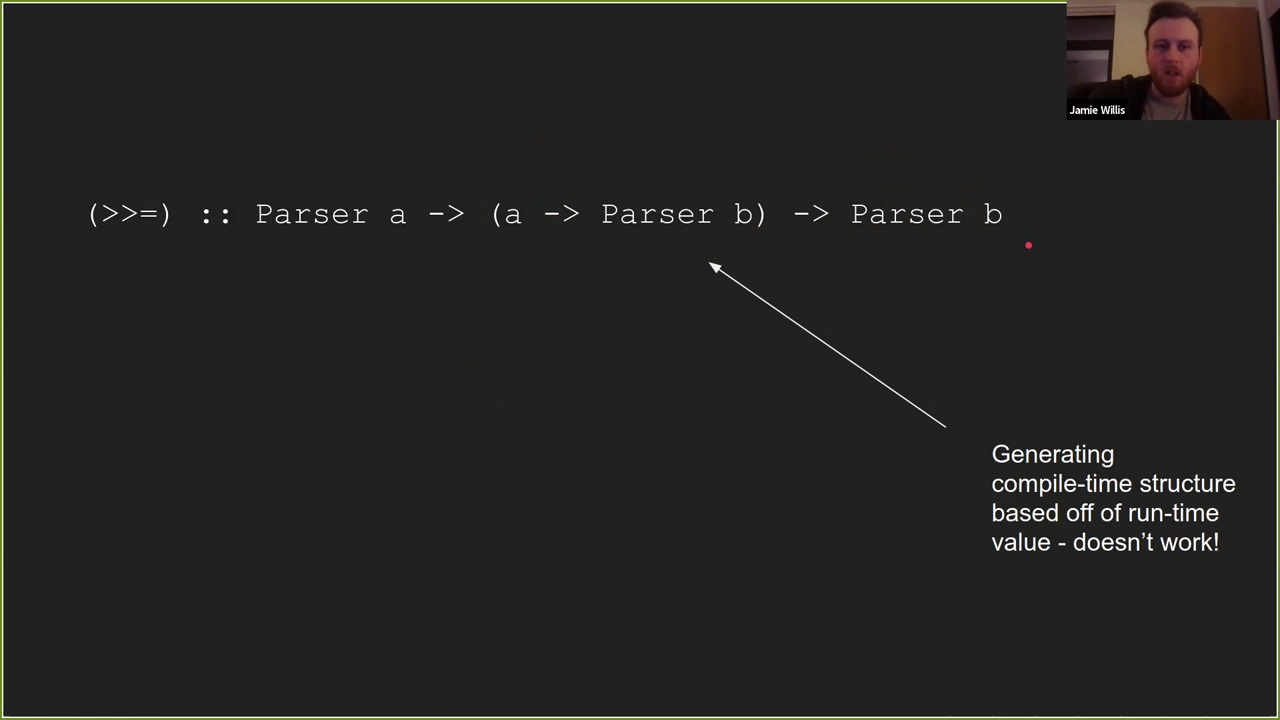 Jamie Willis
(>>=) :: Parser a -> (a -> Parser b) -> Parser b
Generating
compile-time structure
based off of run-time
value - doesn’t work!